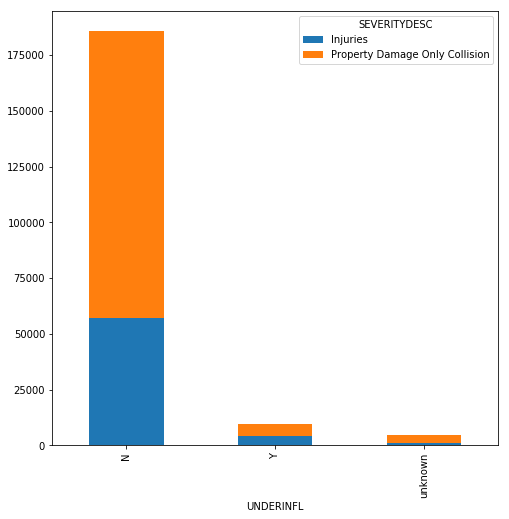 SEVERITYDESC
Injuries
Property Damage Only Collision
175000
150000
125000
100000
75000
50000
25000
0
N
Y
unknown
UNDERINFL